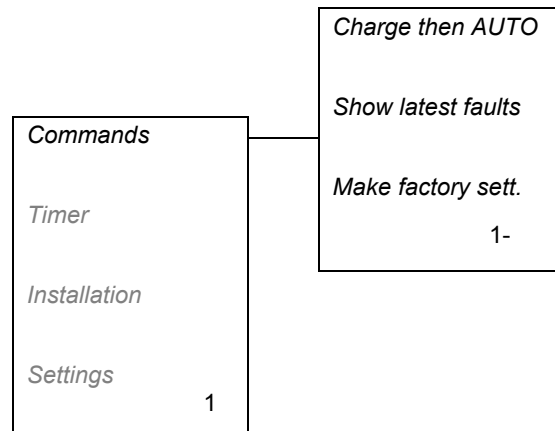 Commands
Timer
Installation
Settings
1
Charge then AUTO
Show latest faults
Make factory sett.
1-